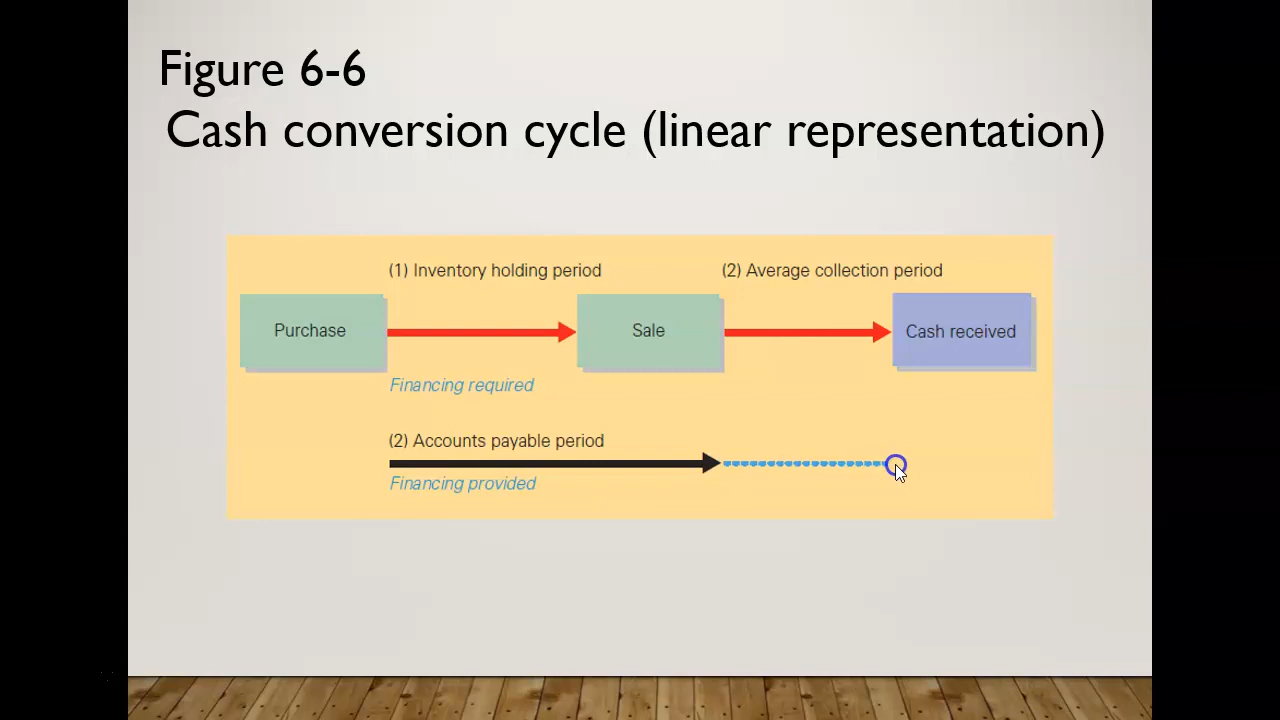 Figure 6-6
Cash conversion cycle (linear representation)
(1) Inventory holding period
(2) Average collection period
Purchase
Sale
Cash received
Financing required
(2) Accounts payable period
Financing provided